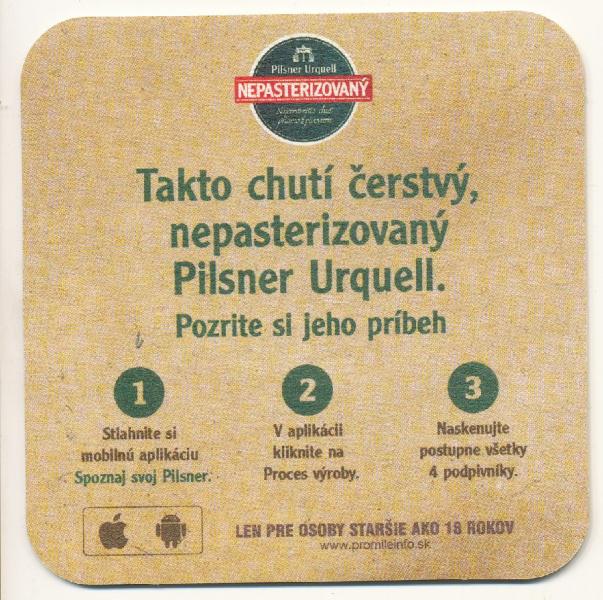 Pilsner Urquell
NEPASTERIZOVANÝ
Takto chutí čerstvý,
nepasterizovaný
Pilsner Urquell.
Pozrite si jeho príbeh
1
Stiahnite si
mobilnú aplikáciu
Spoznaj svoj Pilsner.
2
V aplikácii
kliknite na
Proces výroby.
3
Naskenujte
postupne všetky
4 podpivníky.
LEN PRE OSOBY STARŠIE AKO 18 ROKOV
www.promileinfo.sk